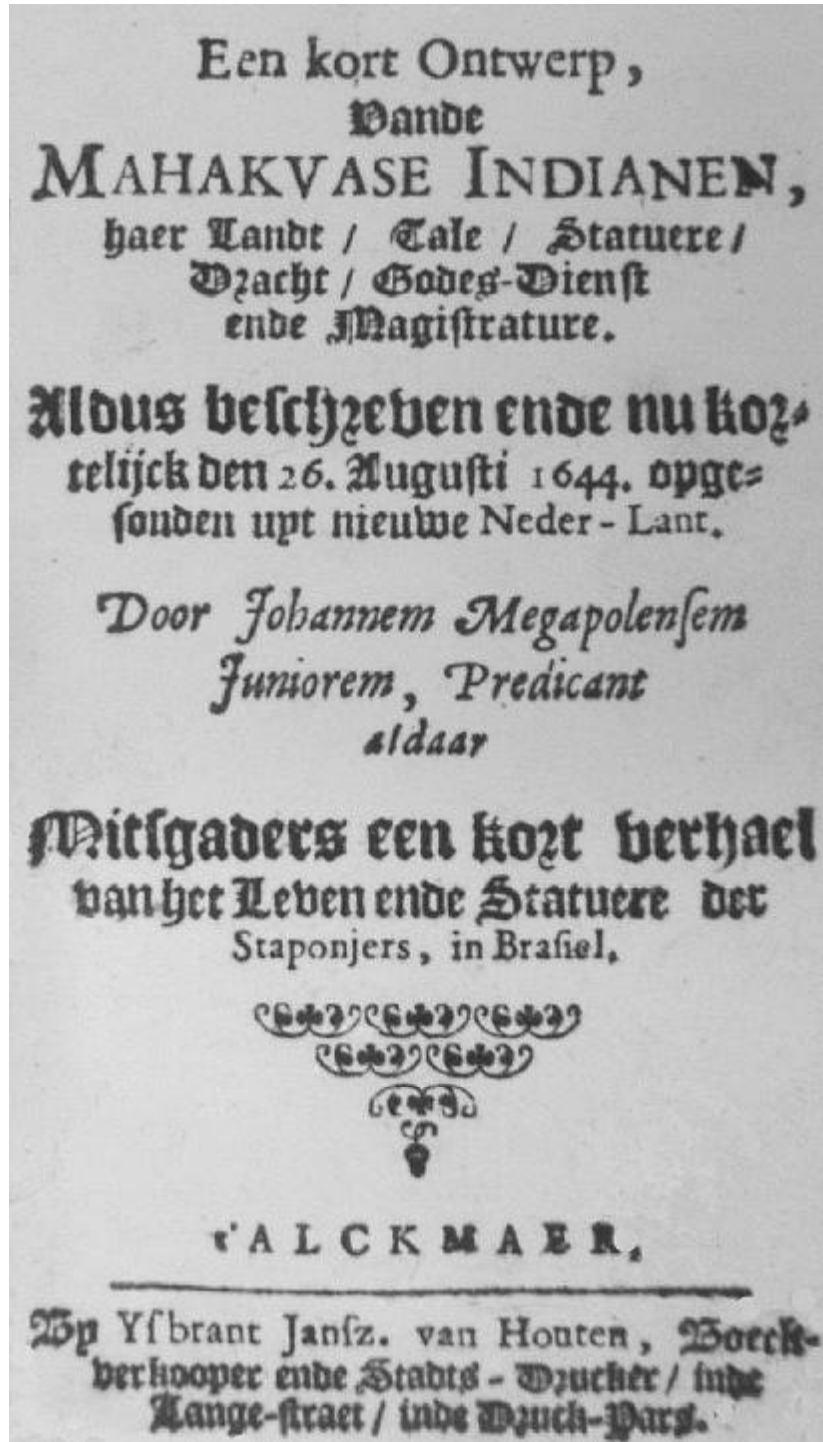 Een kort Ontwerp,
Vande
MAHAKVASE INDIANEN,
haer Landt / Tale / Statuere /
Dracht / Godes-Dienſt
ende Magiſtrature.
Aldus beſchreven ende nu kor-
telijck den 26. Auguſti 1644. opge-
ſonden uyt nieuwe Neder-Lant.
Door Johannem Megapolenſem
Juniorem, Predicant
aldaar
Mitſgaders een kort verhael
van het Leven ende Statuere der
Staponjers, in Braſiel.
t'ALCKMAER.
By Yſbrant Janſz. van Houten, Boeck-
verkooper ende Stadts-Drucker / inde
Lange-ſtraet / inde Druck-Pars.